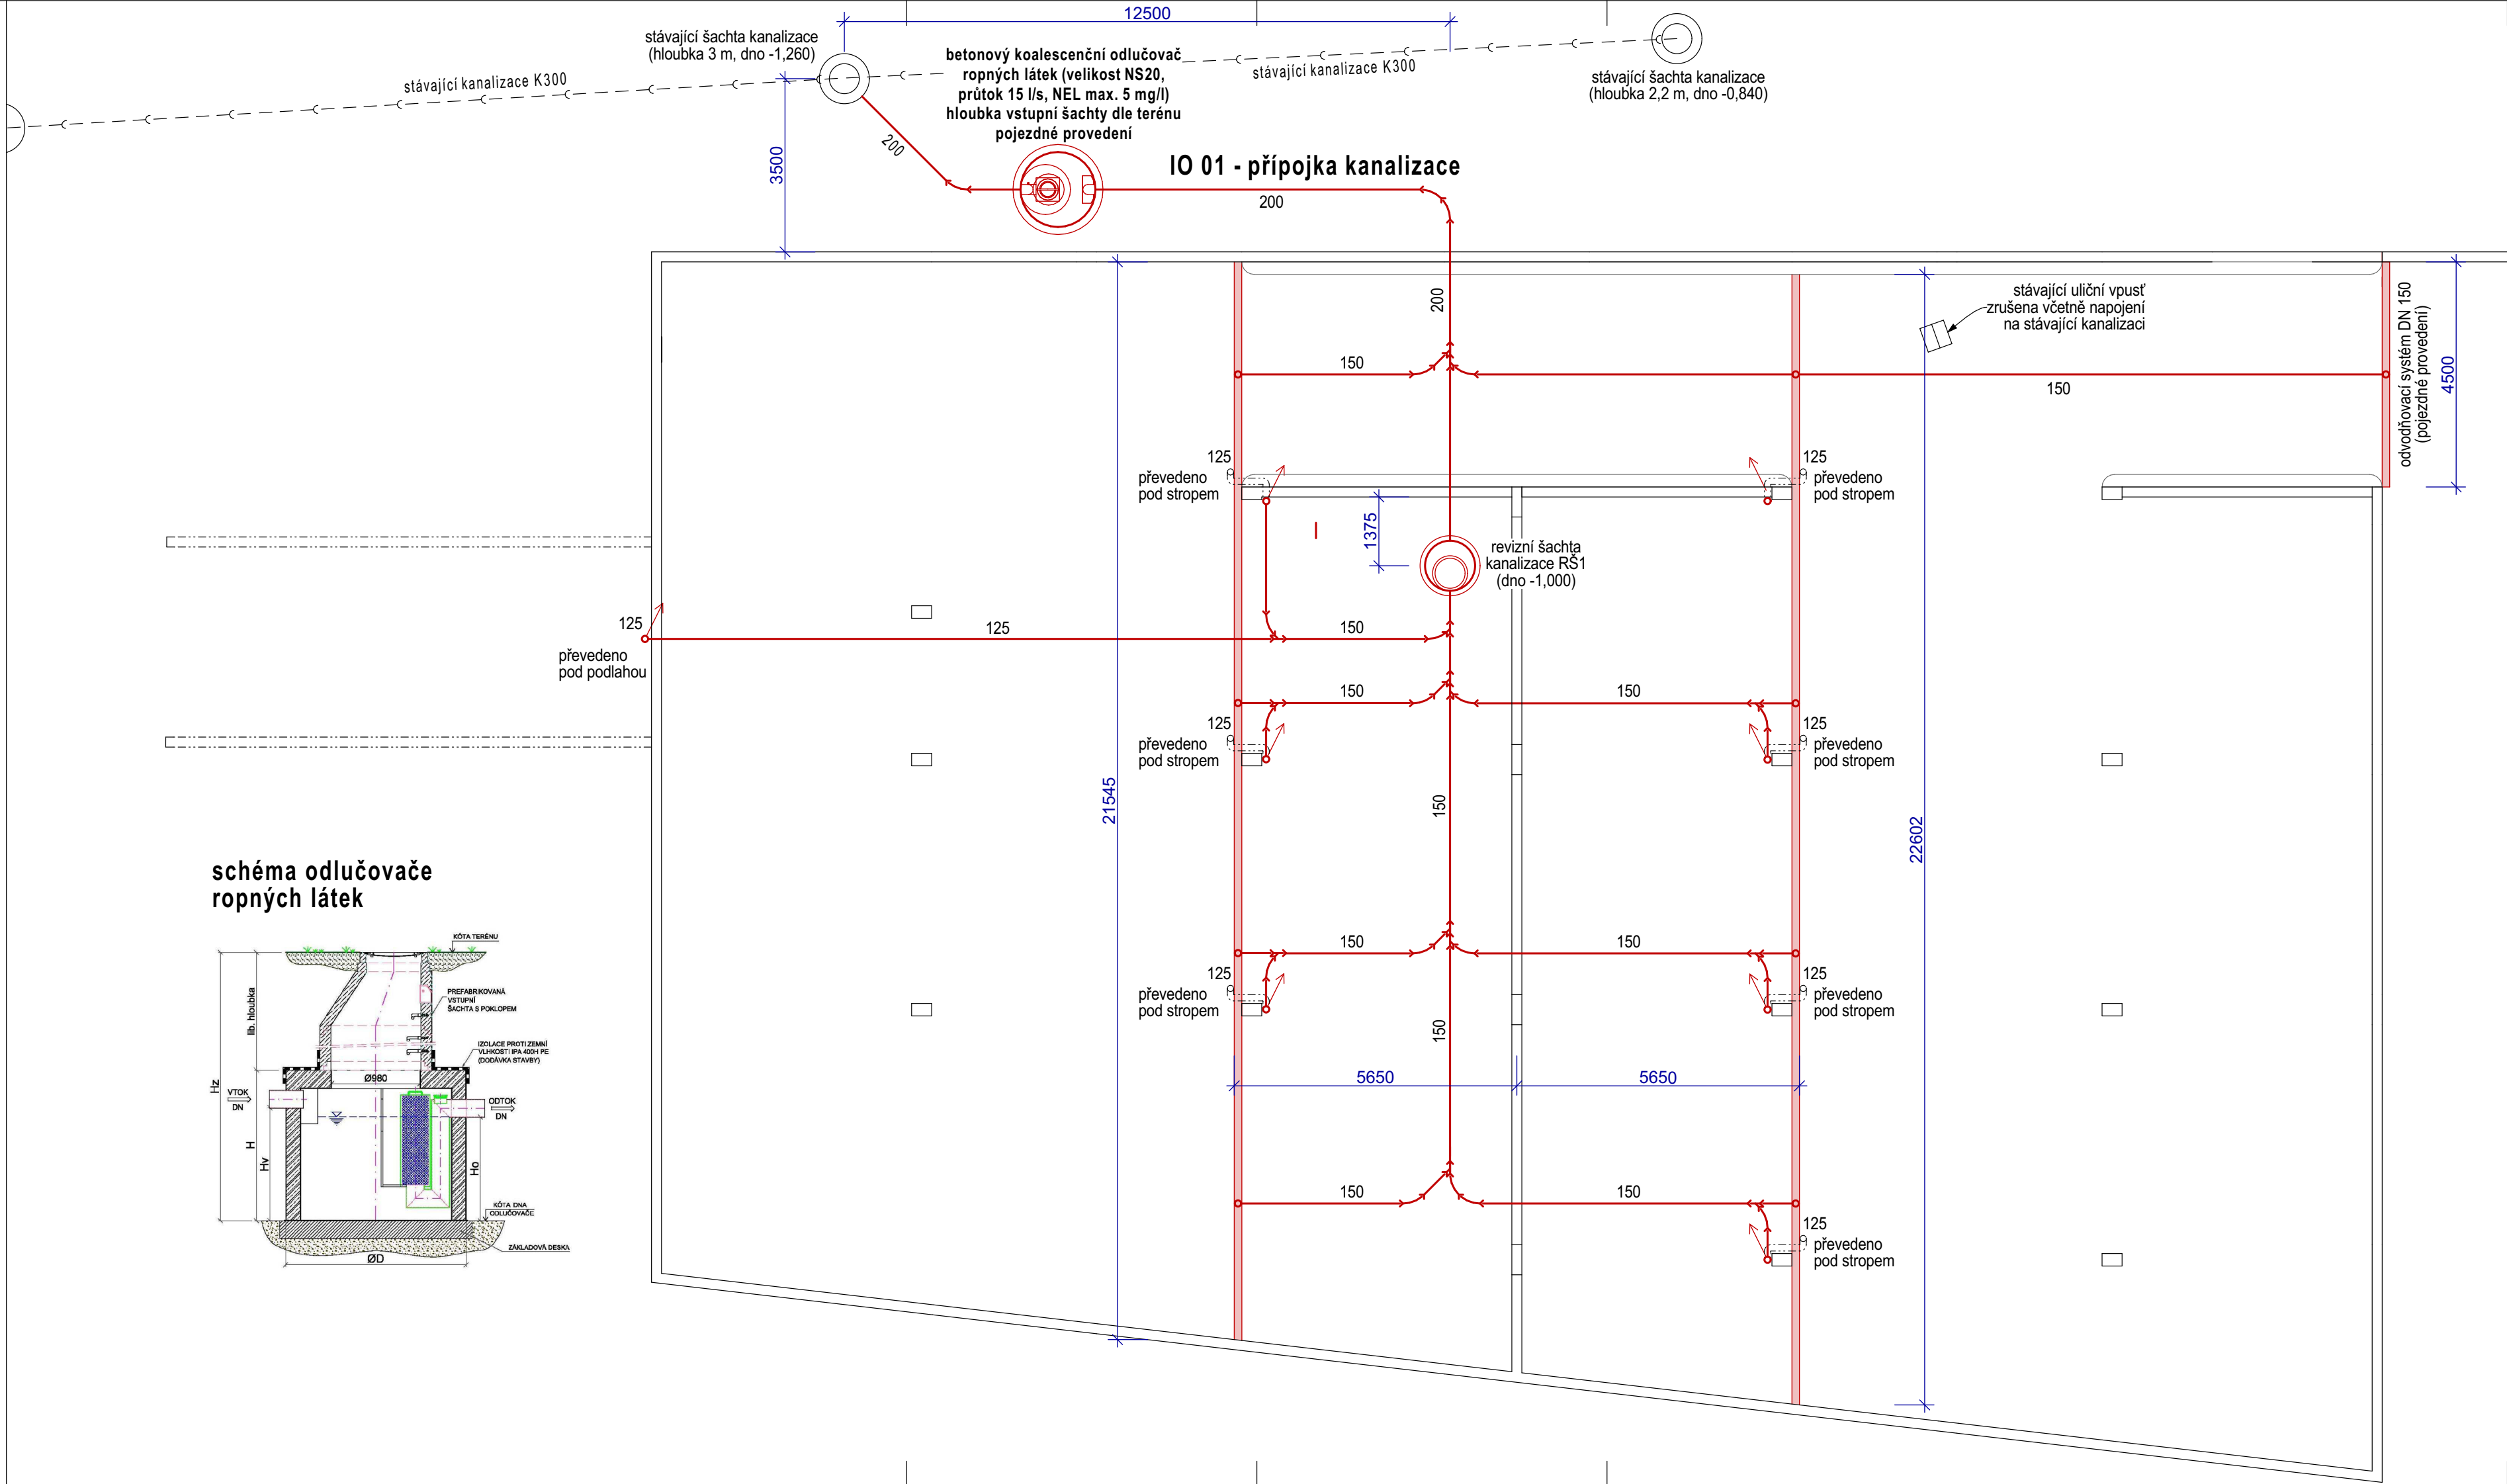 12500
stávající šachta kanalizace
(hloubka 3 m, dno -1,260)
betonový koalescenční odlučovač
ropných látek (velikost NS20,
průtok 15 l/s, NEL max. 5 mg/l)
hloubka vstupní šachty dle terénu
pojezdné provedení
stávající kanalizace K300
stávající kanalizace K300
stávající šachta kanalizace
(hloubka 2,2 m, dno -0,840)
200
3500
IO 01 - přípojka kanalizace
200
200
stávající uliční vpusť
zrušena včetně napojení
na stávající kanalizaci
odvodňovací systém DN 150
(pojezdné provedení)
4500
150
150
125
převedeno
pod stropem
125
převedeno
pod stropem
1375
revizní šachta
kanalizace RŠ1
(dno -1,000)
125
125
150
převedeno
pod podlahou
150
150
125
převedeno
pod stropem
125
převedeno
pod stropem
21545
150
22602
schéma odlučovače
ropných látek
150
150
125
převedeno
pod stropem
125
převedeno
pod stropem
150
5650
5650
150
150
125
převedeno
pod stropem
KÓTA TERÉNU
lib. hloubka
PREFABRIKOVANÁ
VSTUPNÍ
ŠACHTA S POKLOPEM
IZOLACE PROTI ZEMNÍ
VLHKOSTI IPA 400H PE
(DODÁVKA STAVBY)
Hz
Ø980
VTOK
DN
ODTOK
DN
H
Hv
Ho
KÓTA DNA
ODLUČOVAČE
ZÁKLADOVÁ DESKA
ØD